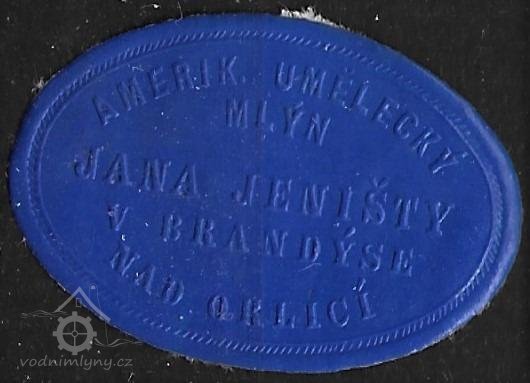 AMERIK. UMĚLECKÝ
MLÝN
JANA JENIŠTY
V BRANDÝSE
NAD ORLICÍ
vodnimlyny.cz